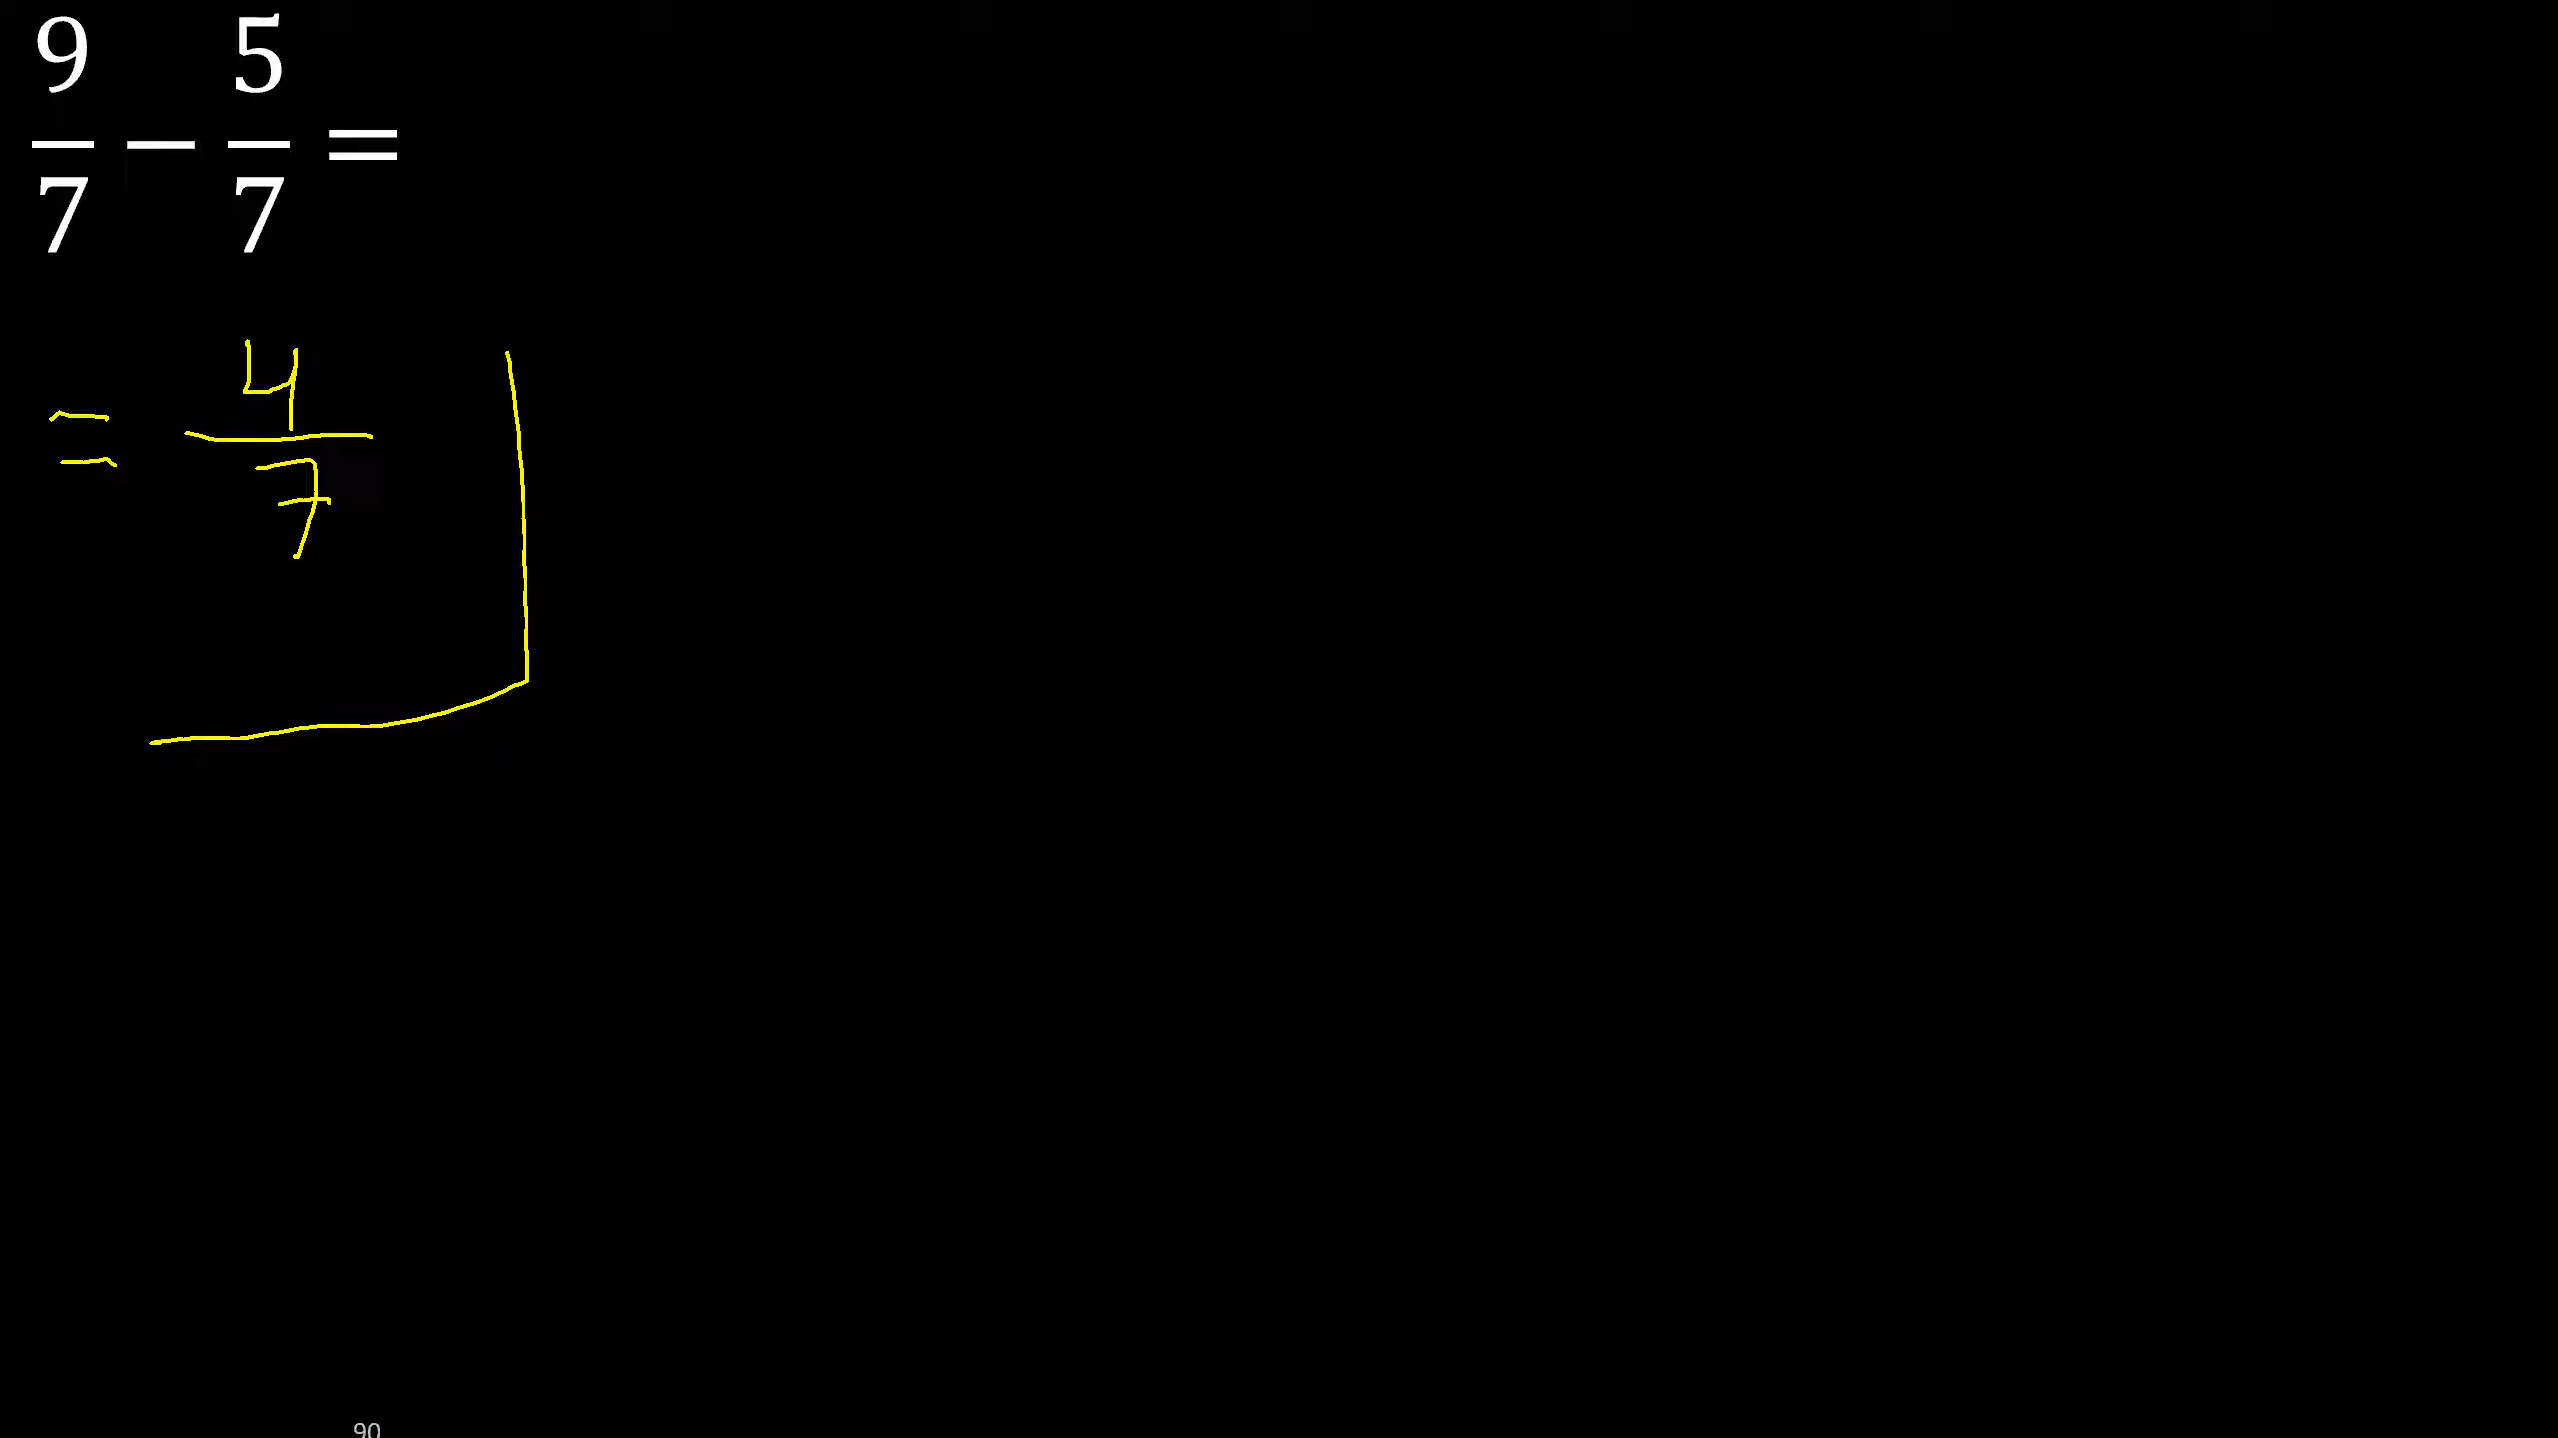 9/7 − 5/7 =
= 4/7
90